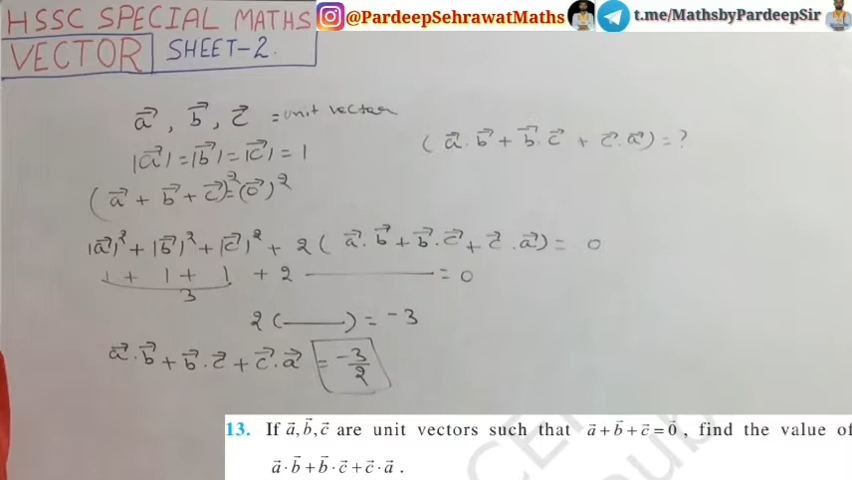 HSSC SPECIAL MATHS
@PardeepSehrawatMaths
t.me/MathsbyPardeepSir
VECTOR SHEET-2.
a⃗, b⃗, c⃗ = unit vector
|a⃗| = |b⃗| = |c⃗| = 1
(a⃗.b⃗ + b⃗.c⃗ + c⃗.a⃗) = ?
(a⃗ + b⃗ + c⃗)² = (0⃗)²
|a⃗|² + |b⃗|² + |c⃗|² + 2(a⃗.b⃗ + b⃗.c⃗ + c⃗.a⃗) = 0
1 + 1 + 1 + 2 ——— = 0
3
2(———) = -3
a⃗.b⃗ + b⃗.c⃗ + c⃗.a⃗ = -3/2
13. If a⃗,b⃗,c⃗ are unit vectors such that a⃗+b⃗+c⃗=0⃗, find the value of
a⃗·b⃗+b⃗·c⃗+c⃗·a⃗.